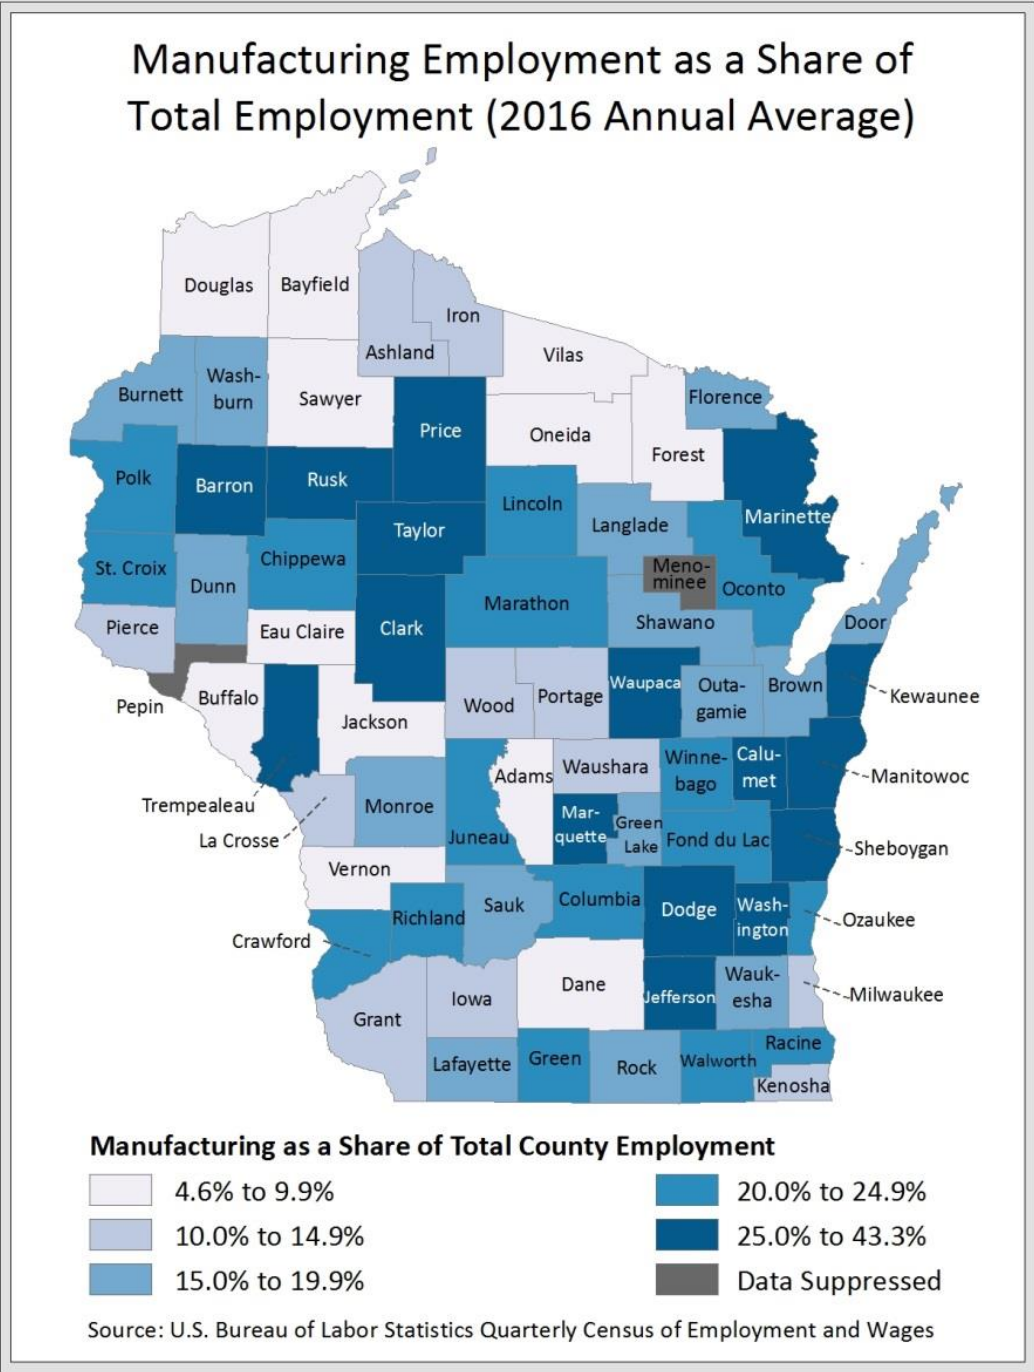 Manufacturing Employment as a Share of
Total Employment (2016 Annual Average)
Douglas
Bayfield
Iron
Ashland
Vilas
Burnett
Wash-
burn
Sawyer
Price
Florence
Oneida
Forest
Polk
Barron
Rusk
Lincoln
Taylor
Langlade
Marinette
St. Croix
Dunn
Chippewa
Meno-
minee
Oconto
Marathon
Pierce
Eau Claire
Clark
Shawano
Door
Pepin
Buffalo
Jackson
Wood
Portage
Waupaca
Outa-
gamie
Brown
Kewaunee
Trempealeau
La Crosse
Monroe
Juneau
Adams
Waushara
Winne-
bago
Calu-
met
Manitowoc
Mar-
quette
Green
Lake
Fond du Lac
Sheboygan
Vernon
Crawford
Richland
Sauk
Columbia
Dodge
Wash-
ington
Ozaukee
Grant
Iowa
Dane
Jefferson
Wauk-
esha
Milwaukee
Lafayette
Green
Rock
Walworth
Racine
Kenosha
Manufacturing as a Share of Total County Employment
4.6% to 9.9%
10.0% to 14.9%
15.0% to 19.9%
20.0% to 24.9%
25.0% to 43.3%
Data Suppressed
Source: U.S. Bureau of Labor Statistics Quarterly Census of Employment and Wages